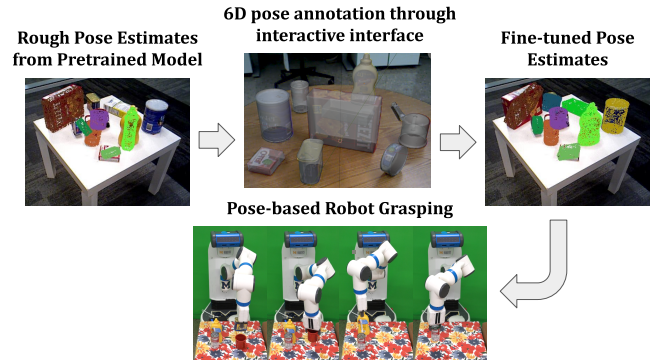 Rough Pose Estimates
from Pretrained Model
6D pose annotation through
interactive interface
Fine-tuned Pose
Estimates
Pose-based Robot Grasping
M
M
M
M